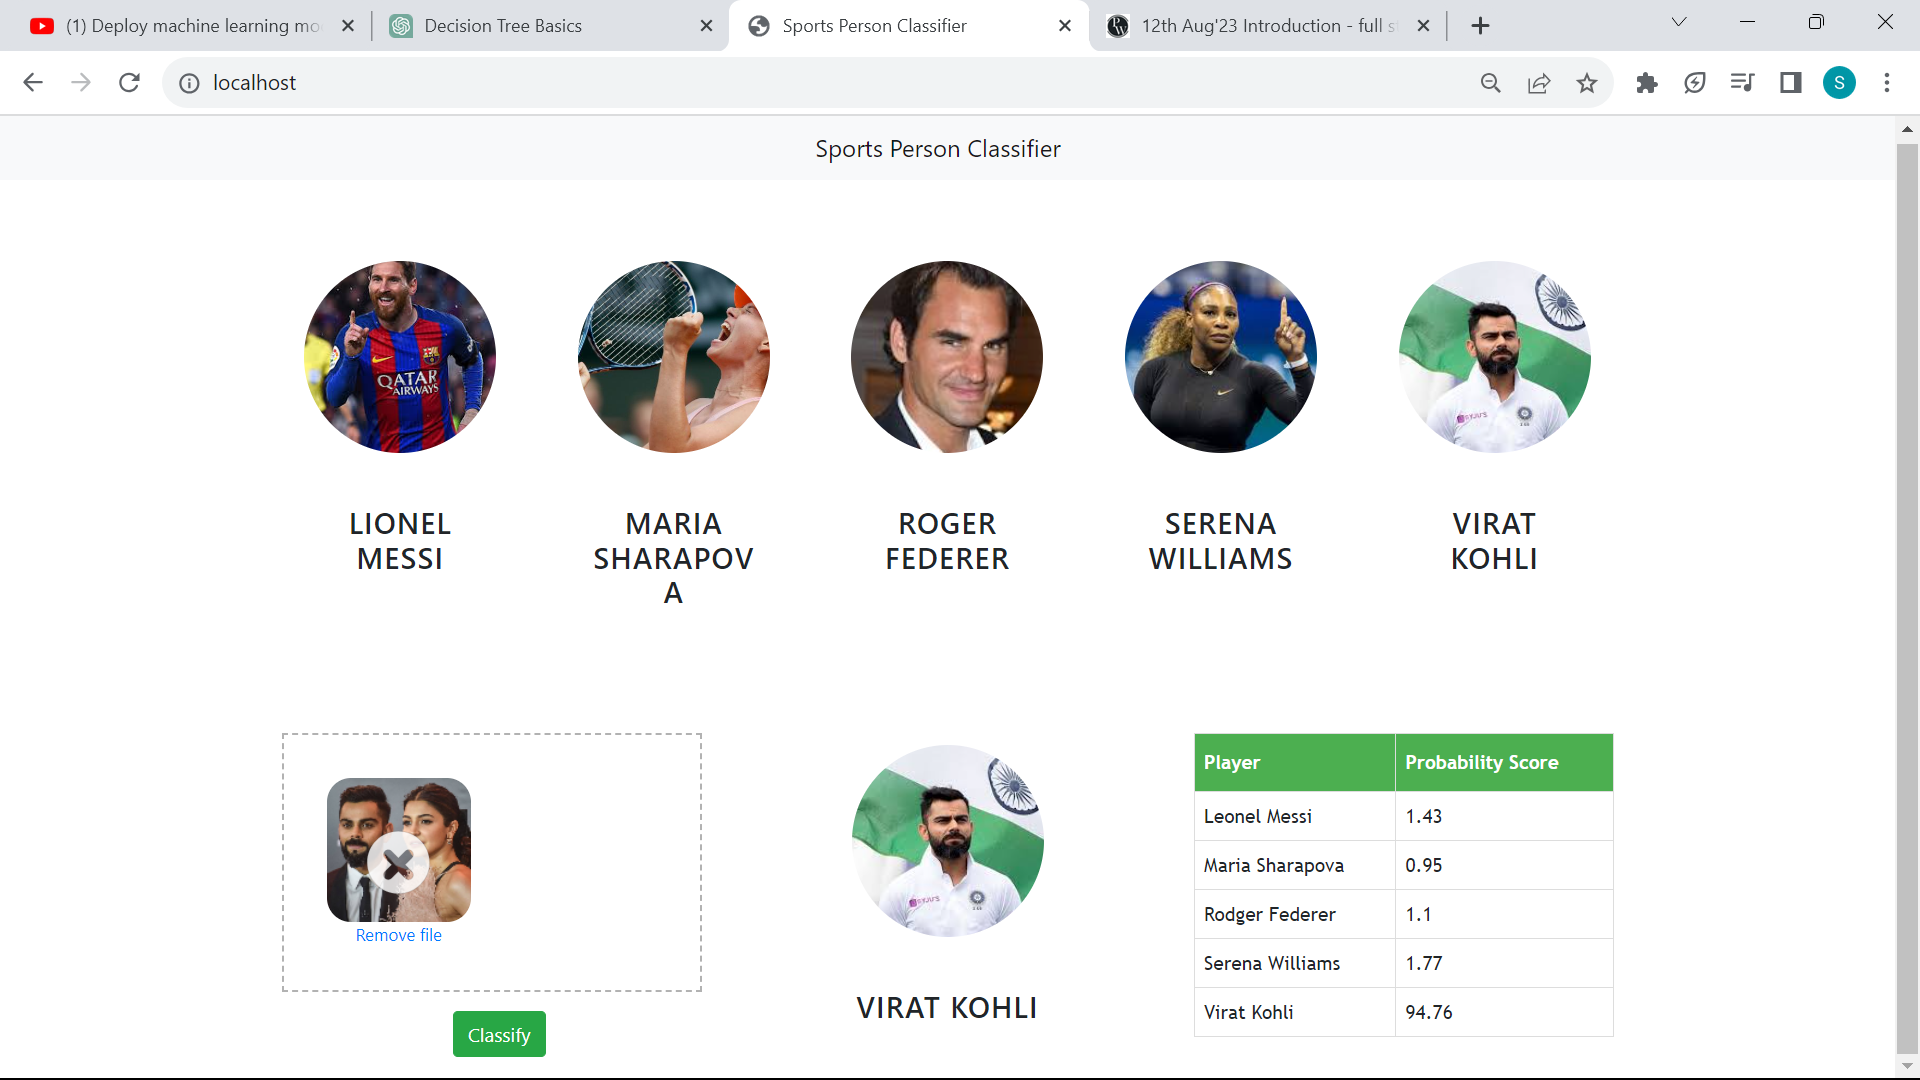 (1) Deploy machine learning mo
Decision Tree Basics
Sports Person Classifier
12th Aug'23 Introduction - full s
localhost
S
Sports Person Classifier
QATAR
AIRWAYS
BYJU'S
LIONEL
MESSI
MARIA
SHARAPOV
A
ROGER
FEDERER
SERENA
WILLIAMS
VIRAT
KOHLI
Remove file
Classify
BYJU'S
VIRAT KOHLI
Player Probability Score
Leonel Messi 1.43
Maria Sharapova 0.95
Rodger Federer 1.1
Serena Williams 1.77
Virat Kohli 94.76